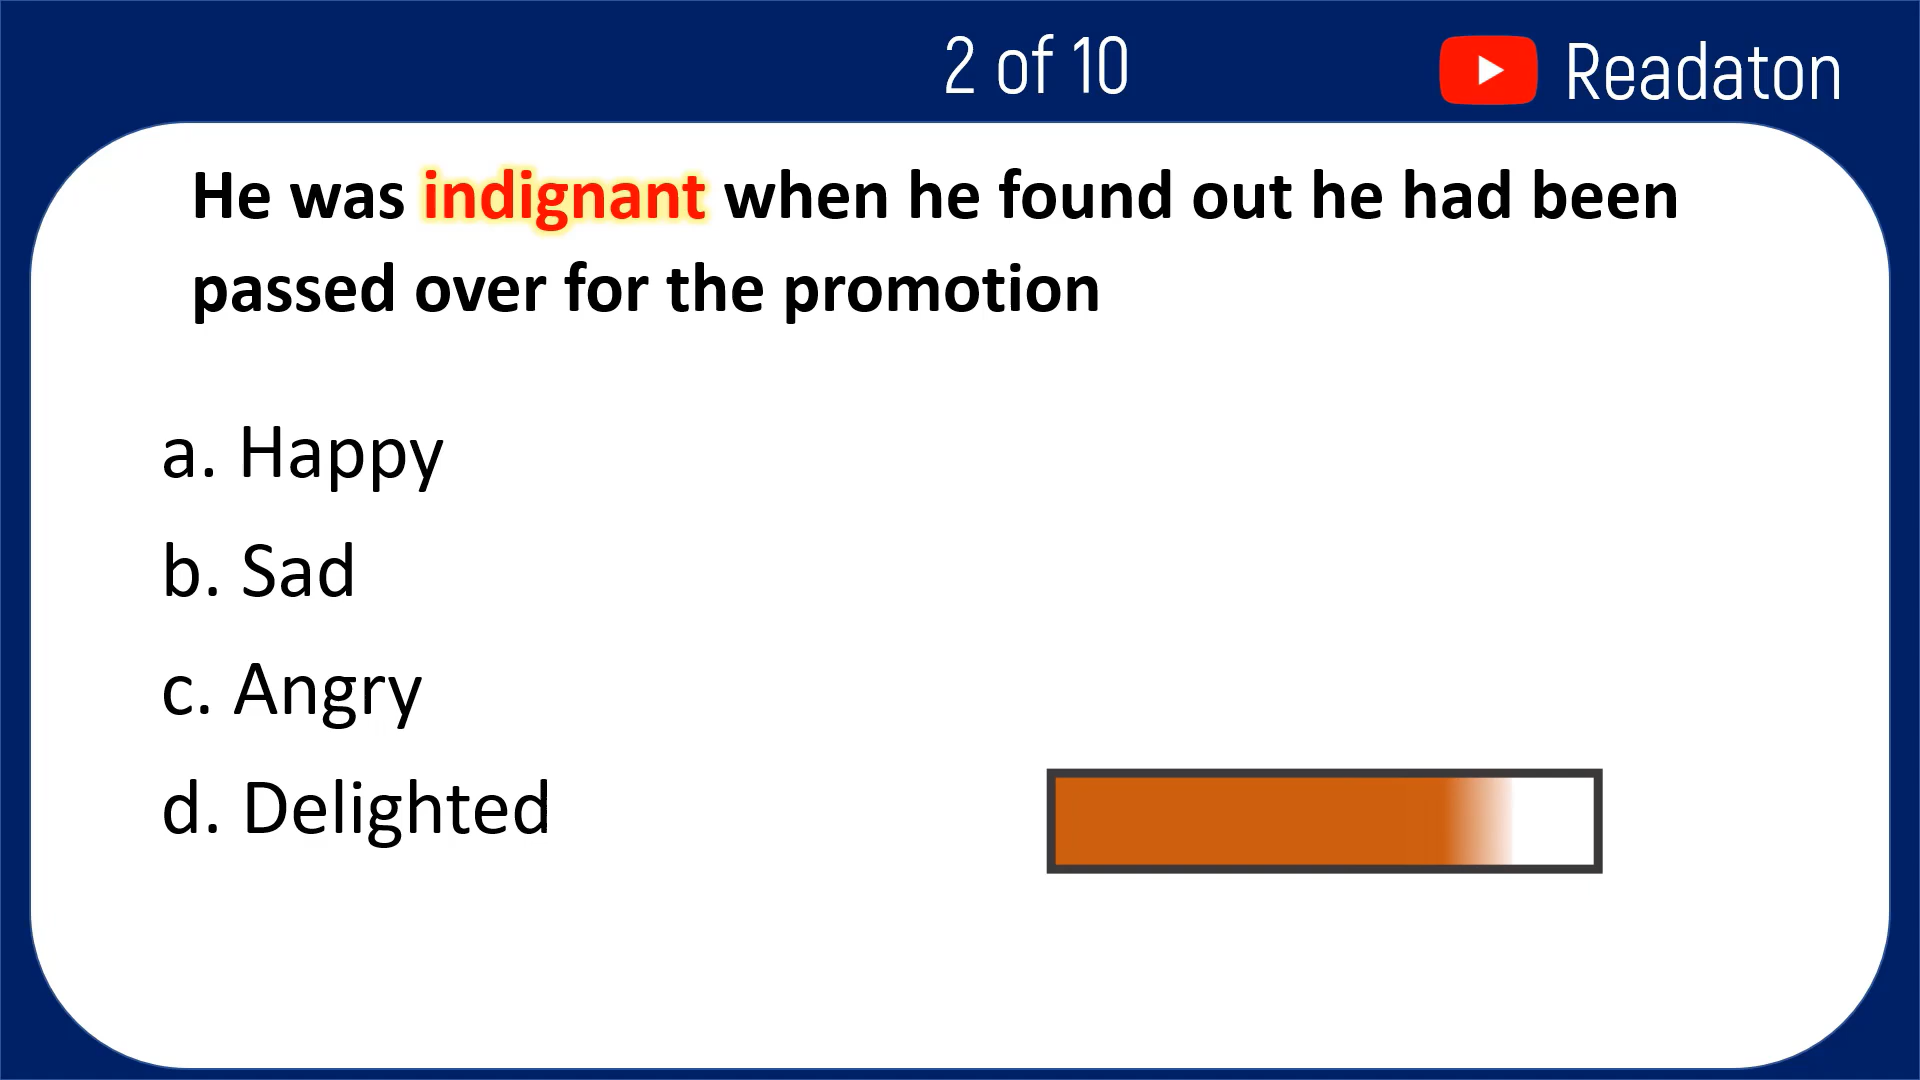 2 of 10
Readaton
He was indignant when he found out he had been
passed over for the promotion
a. Happy
b. Sad
c. Angry
d. Delighted